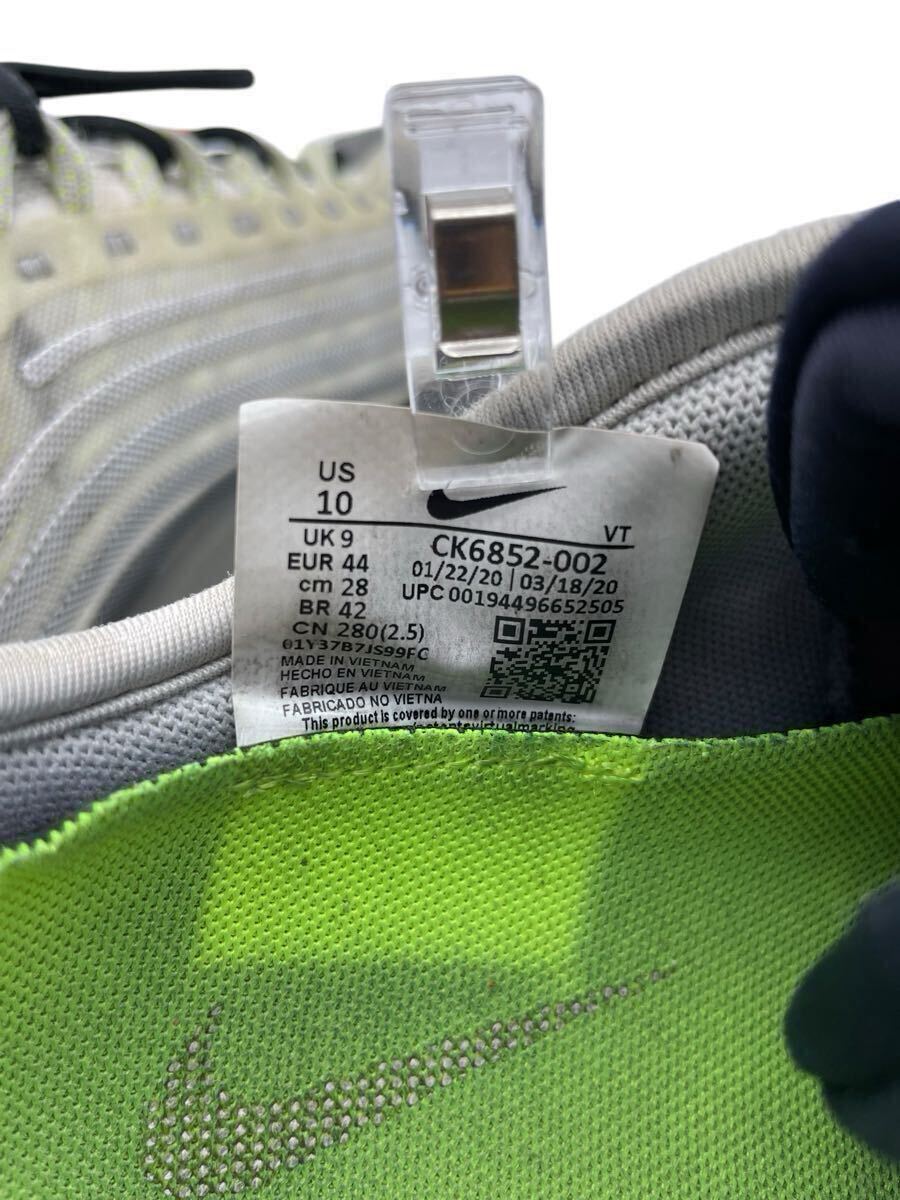 US
10
VT
UK 9
CK6852-002
EUR 44
01/22/20 | 03/18/20
cm 28
UPC 00194496652505
BR 42
CN 280(2.5)
01Y37B7JS99FC
MADE IN VIETNAM
HECHO EN VIETNAM
FABRIQUE AU VIETNAM
FABRICADO NO VIETNA
This product is covered by one or more patents: